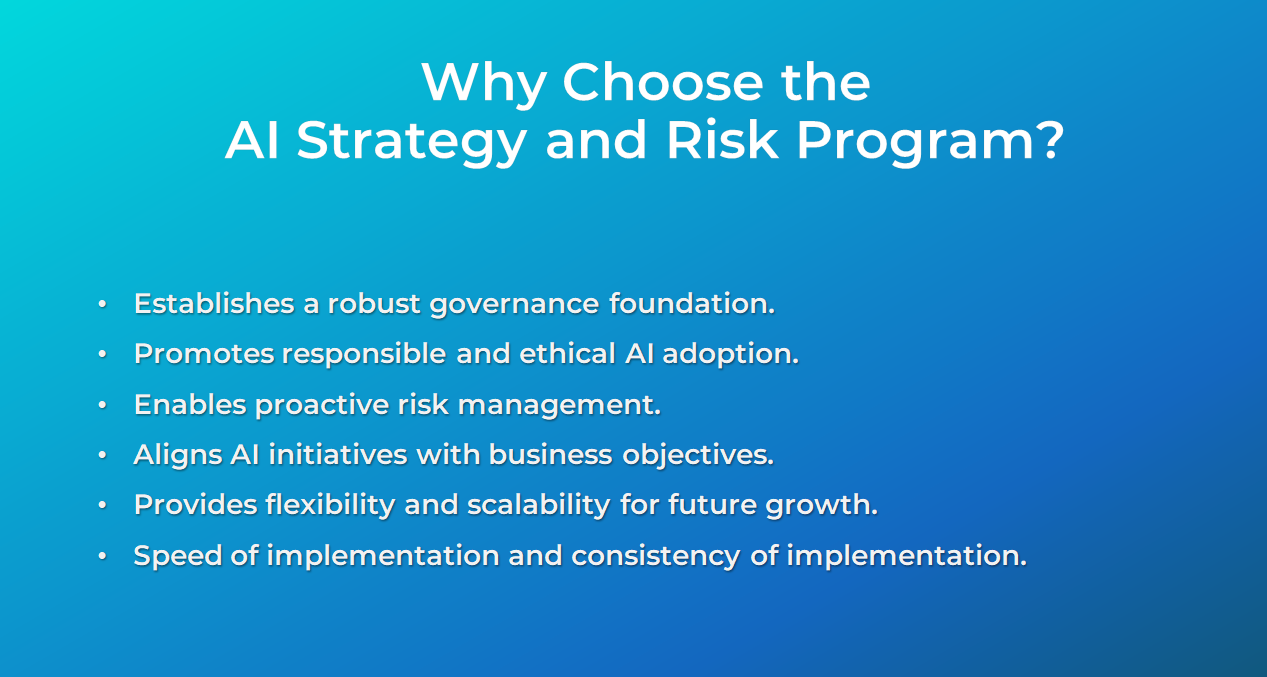 Why Choose the
AI Strategy and Risk Program?
• Establishes a robust governance foundation.
• Promotes responsible and ethical AI adoption.
• Enables proactive risk management.
• Aligns AI initiatives with business objectives.
• Provides flexibility and scalability for future growth.
• Speed of implementation and consistency of implementation.